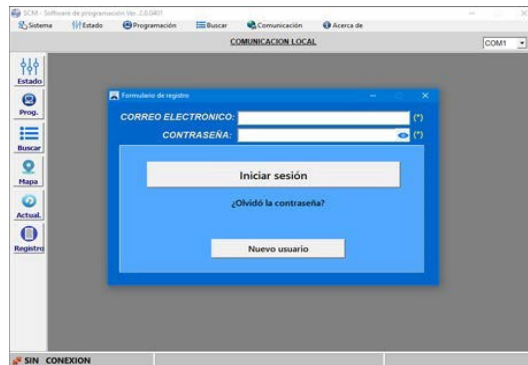 SCM - Software de programación Ver. 2.0.0401
Sistema Estado Programación Buscar Comunicación Acerca de
COMUNICACION LOCAL
COM1
Estado
Prog.
Buscar
Mapa
Actual.
Registro
Formulario de registro
CORREO ELECTRONICO: (*)
CONTRASEÑA: (*)
Iniciar sesión
¿Olvidó la contraseña?
Nuevo usuario
SIN CONEXION